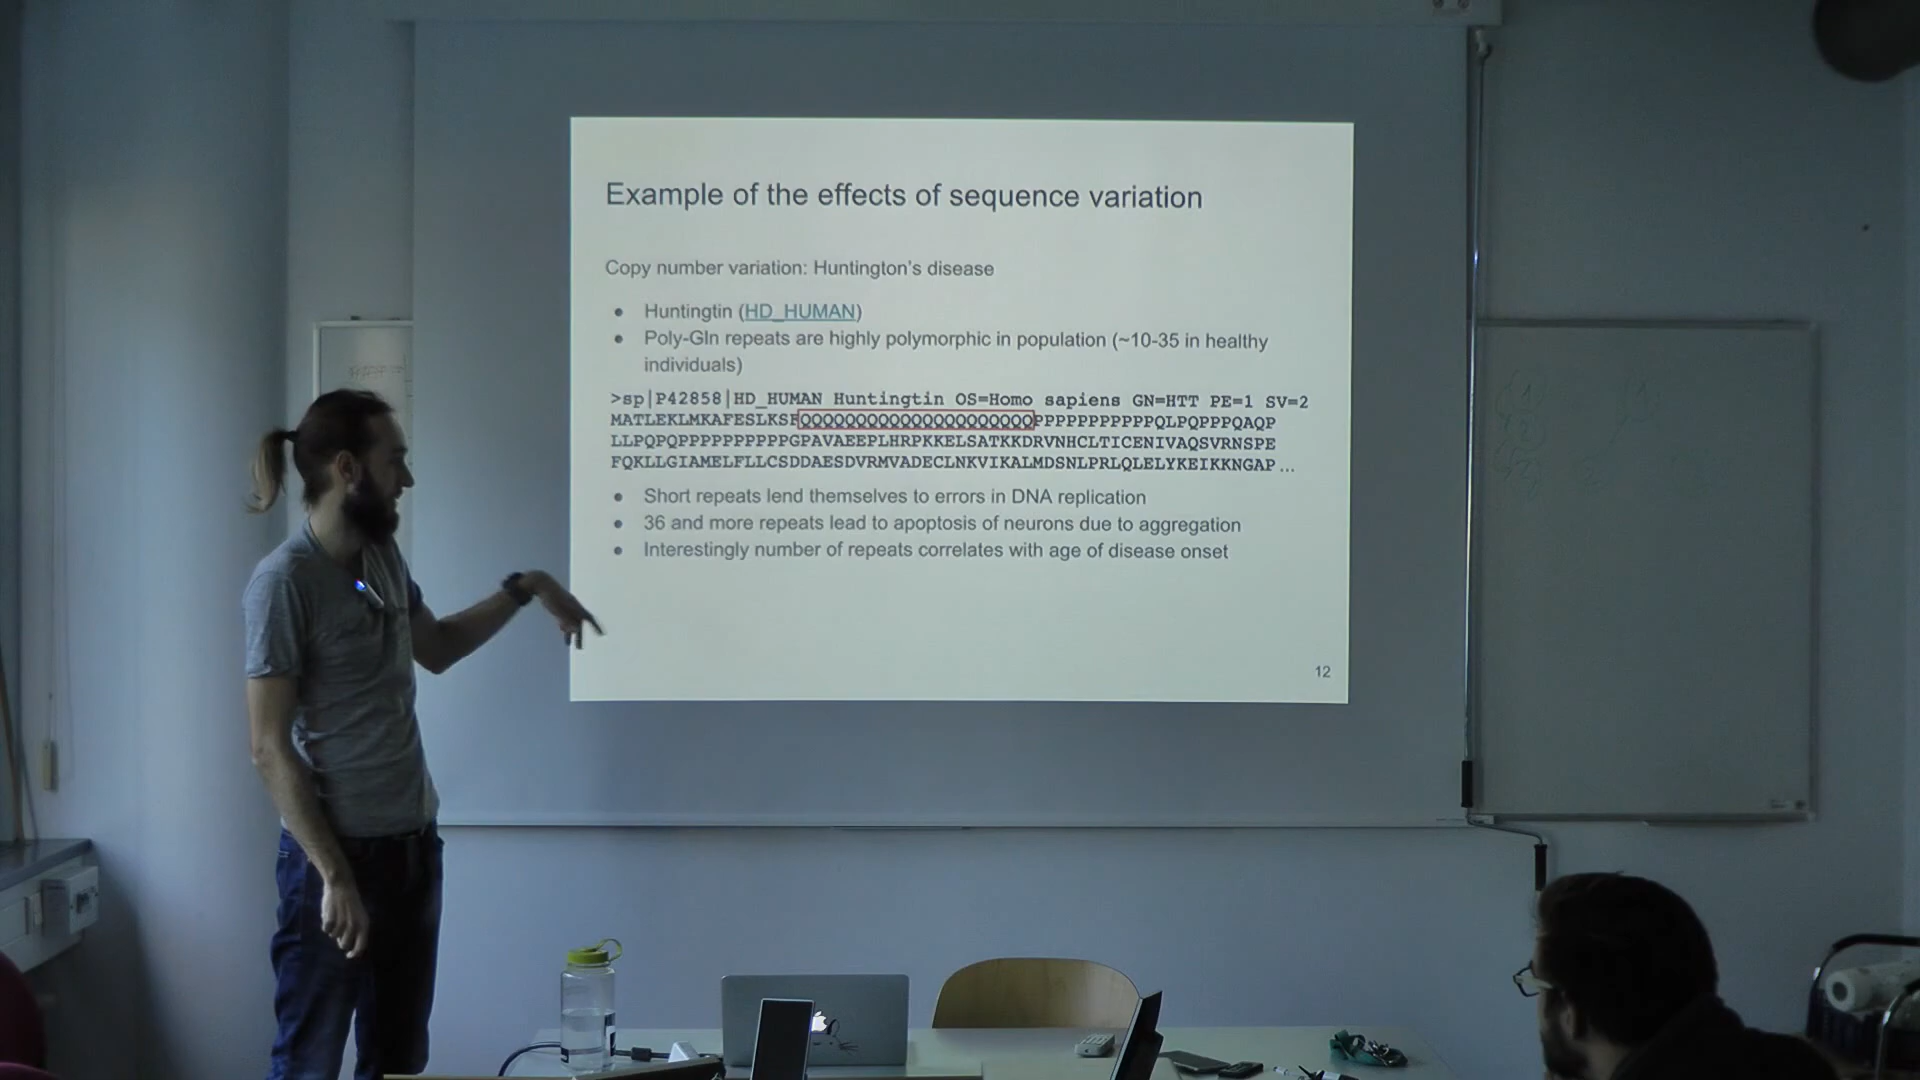 Example of the effects of sequence variation
Copy number variation: Huntington's disease
● Huntingtin (HD_HUMAN)
● Poly-Gln repeats are highly polymorphic in population (~10-35 in healthy
individuals)
>sp|P42858|HD_HUMAN Huntingtin OS=Homo sapiens GN=HTT PE=1 SV=2
MATLEKLMKAFESLKSFQQQQQQQQQQQQQQQQQQQQQPPPPPPPPPPPQLPQPPPQAQP
LLPQPQPPPPPPPPPPGPAVAEEPLHRPKKELSATKKDRVNHCLTICENIVAQSVRNSPE
FQKLLGIAMELFLLCSDDAESDVRMVADECLNKVIKALMDSNLPRLQLELYKEIKKNGAP...
● Short repeats lend themselves to errors in DNA replication
● 36 and more repeats lead to apoptosis of neurons due to aggregation
● Interestingly number of repeats correlates with age of disease onset
12